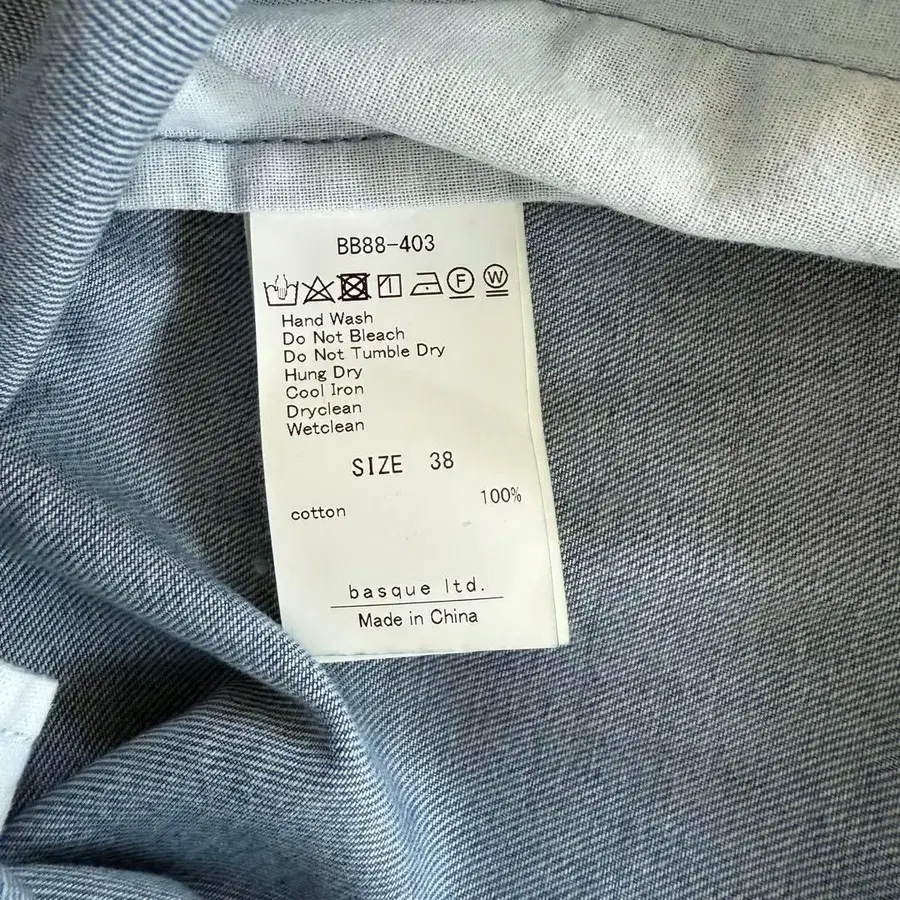 BB88-403
F W
Hand Wash
Do Not Bleach
Do Not Tumble Dry
Hung Dry
Cool Iron
Dryclean
Wetclean
SIZE 38
cotton 100%
basque ltd.
Made in China